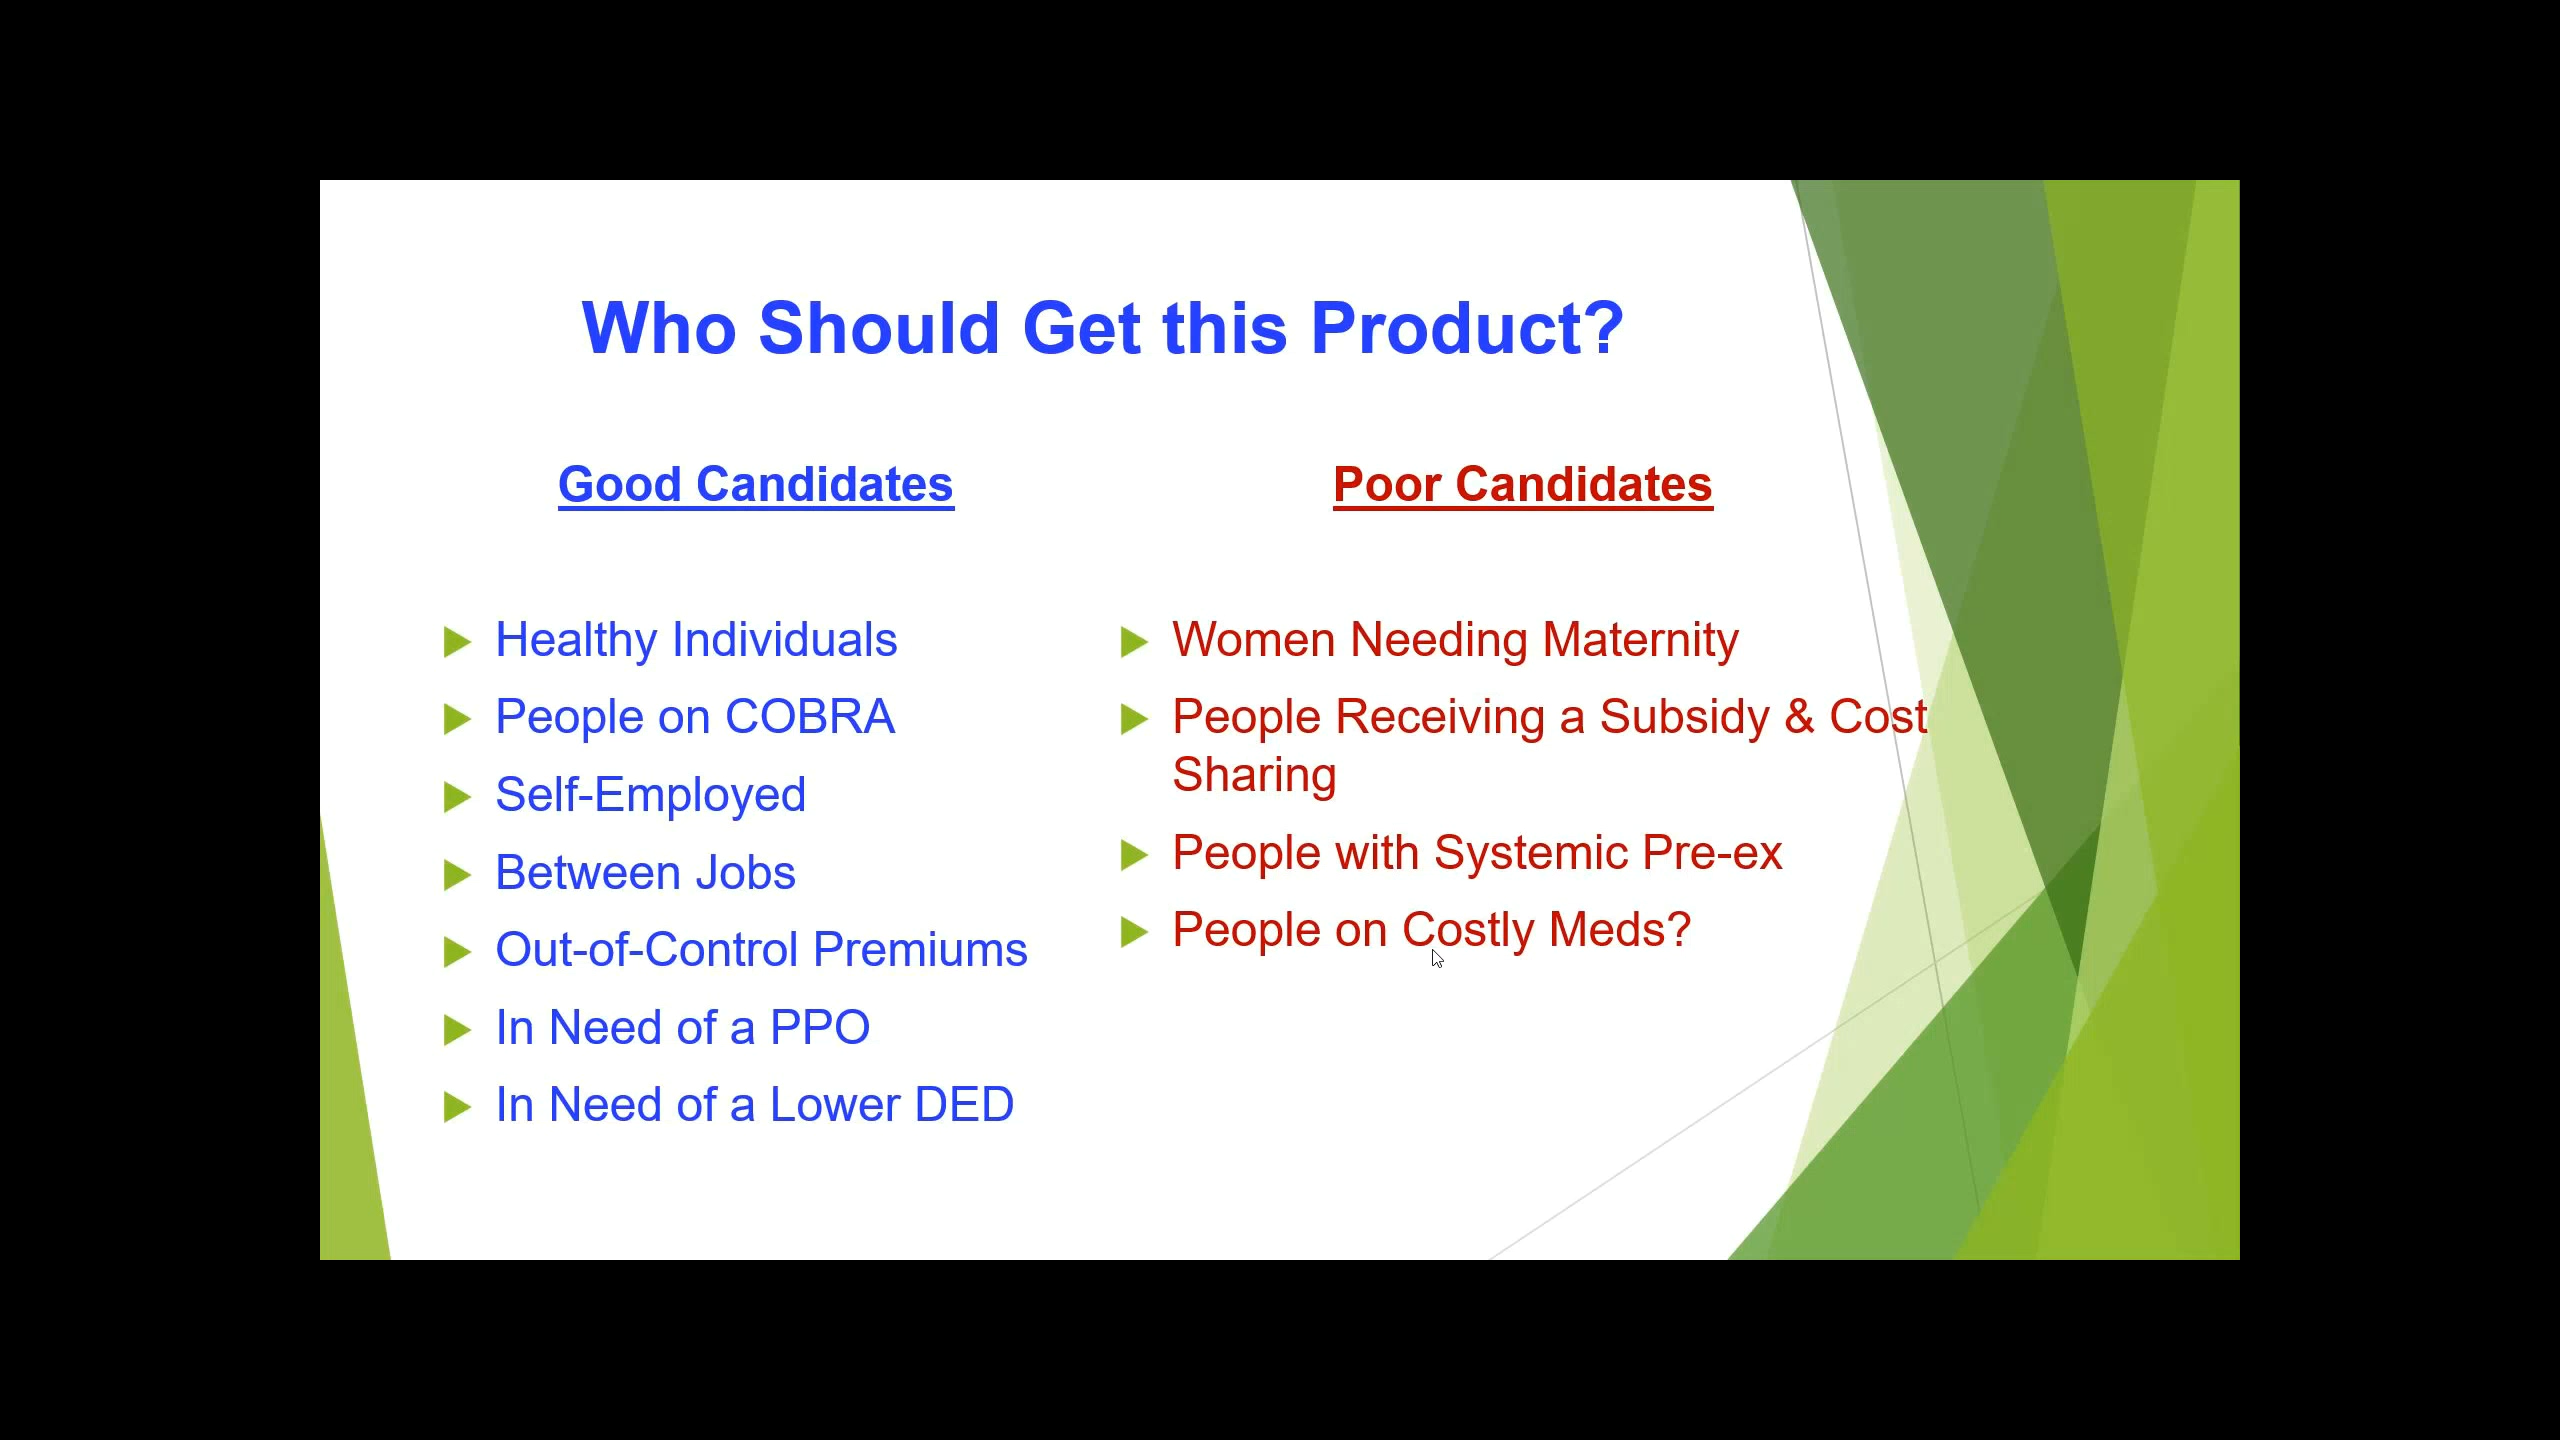 Who Should Get this Product?
Good Candidates
Healthy Individuals
People on COBRA
Self-Employed
Between Jobs
Out-of-Control Premiums
In Need of a PPO
In Need of a Lower DED
Poor Candidates
Women Needing Maternity
People Receiving a Subsidy & Cost
Sharing
People with Systemic Pre-ex
People on Costly Meds?